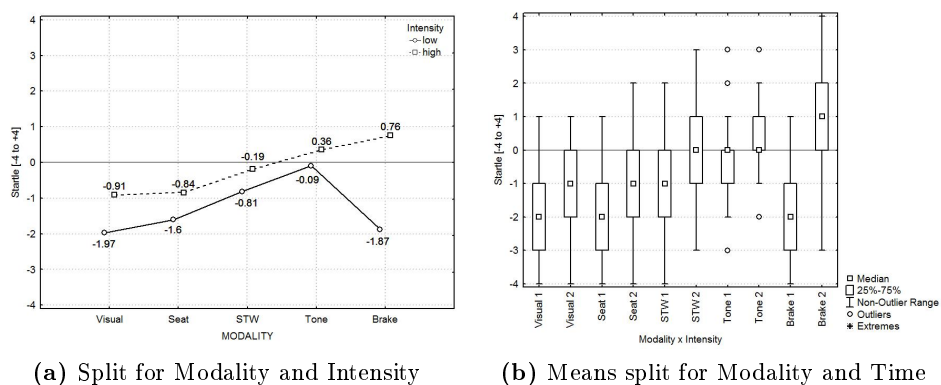 4
3
2
1
0
-1
-2
-3
-4
Startle [-4 to +4]
Intensity
low
high
-0.91
-0.84
-0.19
0.36
0.76
-1.97
-1.6
-0.81
-0.09
-1.87
Visual Seat STW Tone Brake
MODALITY
(a) Split for Modality and Intensity
4
3
2
1
0
-1
-2
-3
-4
Startle [-4 to +4]
Visual 1
Visual 2
Seat 1
Seat 2
STW 1
STW 2
Tone 1
Tone 2
Brake 1
Brake 2
Modality x Intensity
Median
25%-75%
Non-Outlier Range
Outliers
Extremes
(b) Means split for Modality and Time